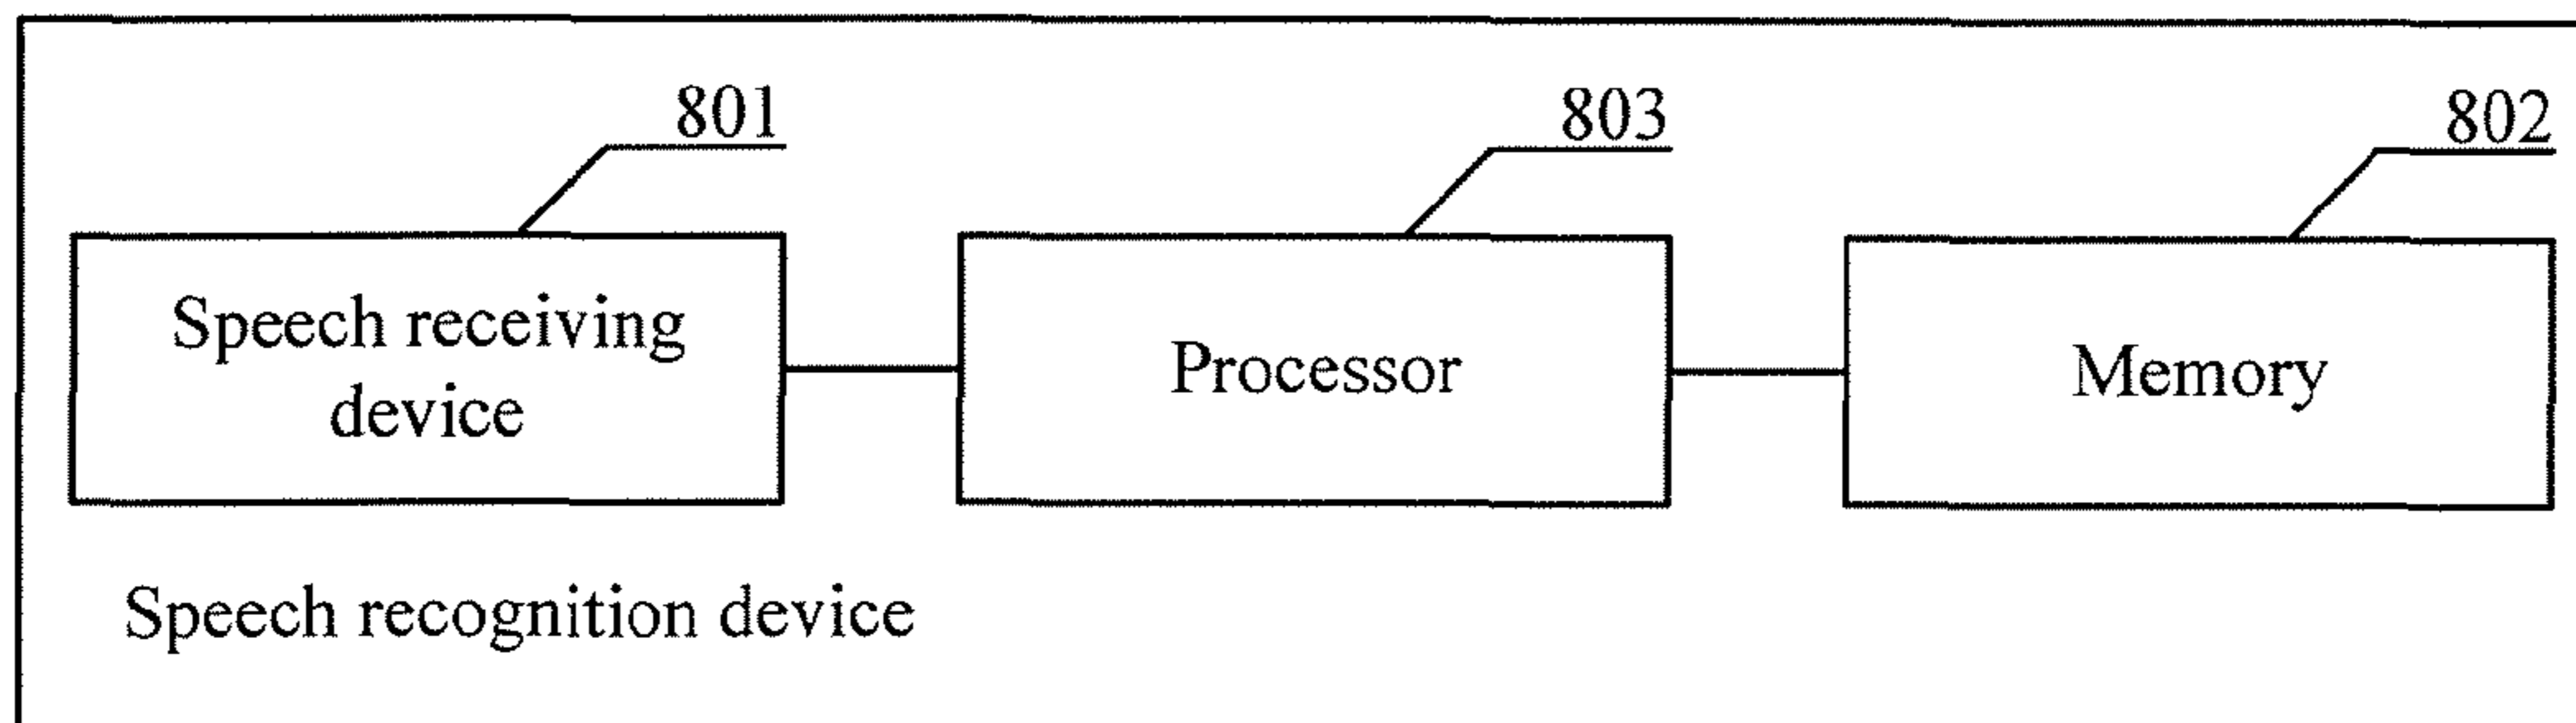 801
803
802
Speech receiving
device
Processor
Memory
Speech recognition device